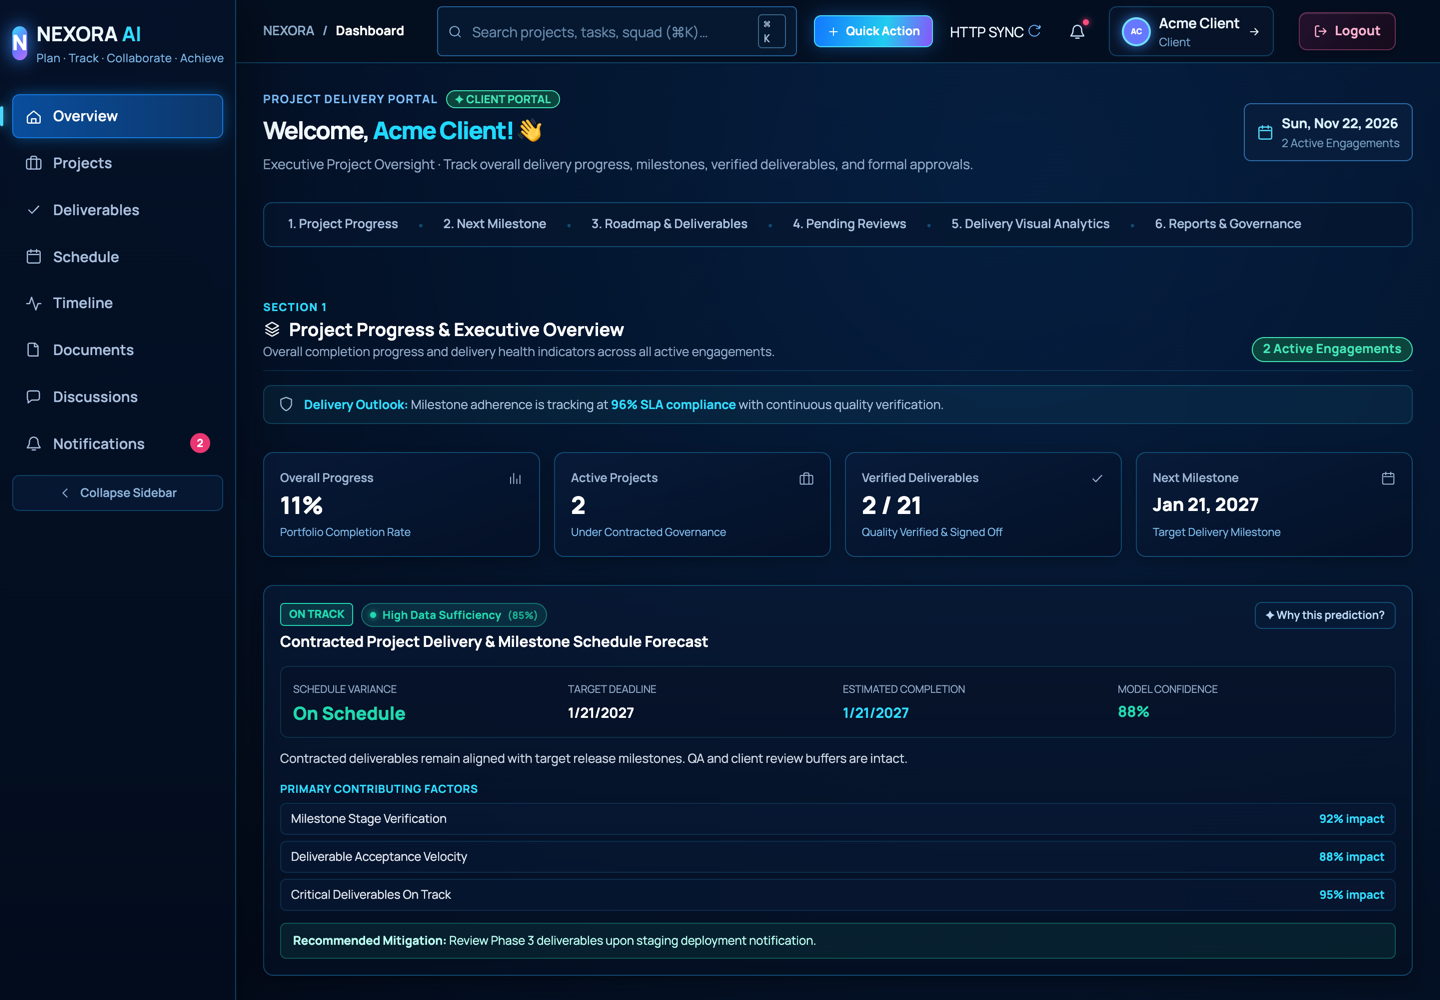 N
NEXORA AI
Plan · Track · Collaborate · Achieve
NEXORA / Dashboard
Search projects, tasks, squad (⌘K)...
⌘
K
+ Quick Action
HTTP SYNC
AC
Acme Client
Client
Logout
Overview
Projects
Deliverables
Schedule
Timeline
Documents
Discussions
Notifications 2
Collapse Sidebar
PROJECT DELIVERY PORTAL ✦ CLIENT PORTAL
Welcome, Acme Client! 👋
Executive Project Oversight · Track overall delivery progress, milestones, verified deliverables, and formal approvals.
Sun, Nov 22, 2026
2 Active Engagements
1. Project Progress • 2. Next Milestone • 3. Roadmap & Deliverables • 4. Pending Reviews • 5. Delivery Visual Analytics • 6. Reports & Governance
SECTION 1
Project Progress & Executive Overview
Overall completion progress and delivery health indicators across all active engagements.
2 Active Engagements
Delivery Outlook: Milestone adherence is tracking at 96% SLA compliance with continuous quality verification.
Overall Progress
11%
Portfolio Completion Rate
Active Projects
2
Under Contracted Governance
Verified Deliverables
2 / 21
Quality Verified & Signed Off
Next Milestone
Jan 21, 2027
Target Delivery Milestone
ON TRACK
High Data Sufficiency (85%)
✦ Why this prediction?
Contracted Project Delivery & Milestone Schedule Forecast
SCHEDULE VARIANCE
On Schedule
TARGET DEADLINE
1/21/2027
ESTIMATED COMPLETION
1/21/2027
MODEL CONFIDENCE
88%
Contracted deliverables remain aligned with target release milestones. QA and client review buffers are intact.
PRIMARY CONTRIBUTING FACTORS
Milestone Stage Verification 92% impact
Deliverable Acceptance Velocity 88% impact
Critical Deliverables On Track 95% impact
Recommended Mitigation: Review Phase 3 deliverables upon staging deployment notification.